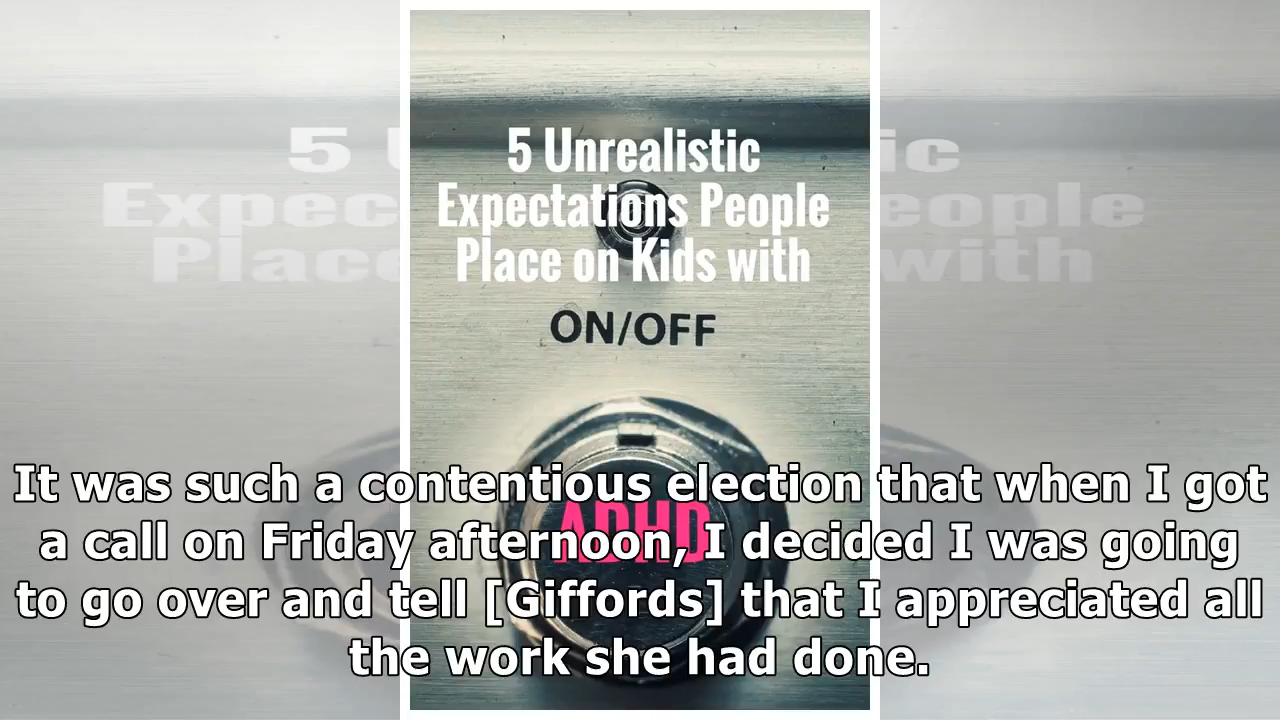 5 Unrealistic
Expectations People
Place on Kids with
ON/OFF
ADHD
It was such a contentious election that when I got
a call on Friday afternoon, I decided I was going
to go over and tell [Giffords] that I appreciated all
the work she had done.